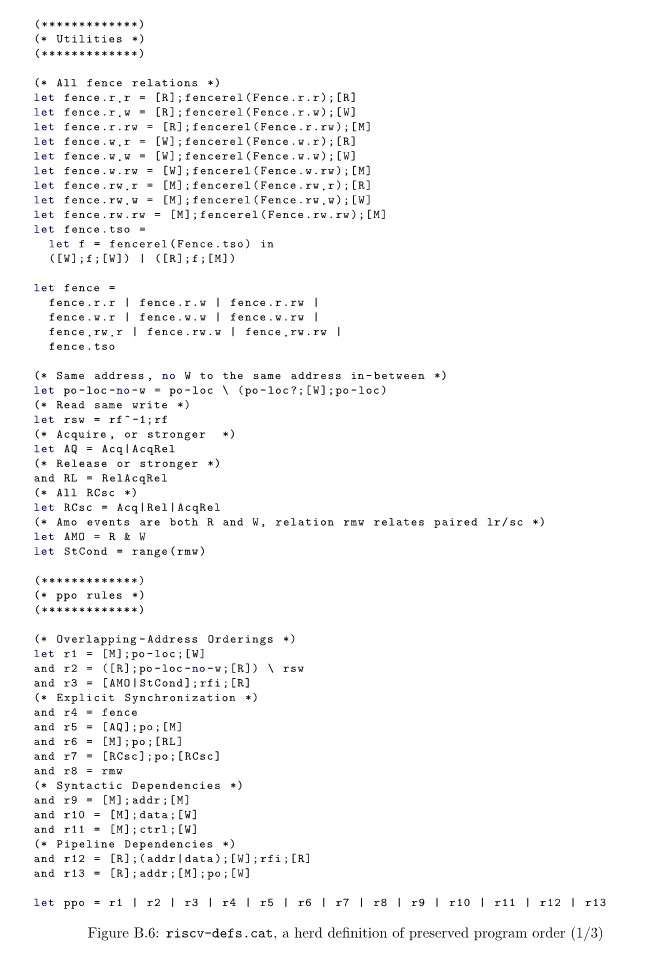 (*************)
(* Utilities *)
(*************)

(* All fence relations *)
let fence.r.r = [R];fencerel(Fence.r.r);[R]
let fence.r.w = [R];fencerel(Fence.r.w);[W]
let fence.r.rw = [R];fencerel(Fence.r.rw);[M]
let fence.w.r = [W];fencerel(Fence.w.r);[R]
let fence.w.w = [W];fencerel(Fence.w.w);[W]
let fence.w.rw = [W];fencerel(Fence.w.rw);[M]
let fence.rw.r = [M];fencerel(Fence.rw.r);[R]
let fence.rw.w = [M];fencerel(Fence.rw.w);[W]
let fence.rw.rw = [M];fencerel(Fence.rw.rw);[M]
let fence.tso =
  let f = fencerel(Fence.tso) in
  ([W];f;[W]) | ([R];f;[M])

let fence =
  fence.r.r | fence.r.w | fence.r.rw |
  fence.w.r | fence.w.w | fence.w.rw |
  fence.rw.r | fence.rw.w | fence.rw.rw |
  fence.tso

(* Same address, no W to the same address in-between *)
let po-loc-no-w = po-loc \ (po-loc?;[W];po-loc)
(* Read same write *)
let rsw = rf^-1;rf
(* Acquire, or stronger  *)
let AQ = Acq|AcqRel
(* Release or stronger *)
and RL = RelAcqRel
(* All RCsc *)
let RCsc = Acq|Rel|AcqRel
(* Amo events are both R and W, relation rmw relates paired lr/sc *)
let AMO = R & W
let StCond = range(rmw)

(*************)
(* ppo rules *)
(*************)

(* Overlapping-Address Orderings *)
let r1 = [M];po-loc;[W]
and r2 = ([R];po-loc-no-w;[R]) \ rsw
and r3 = [AMO|StCond];rfi;[R]
(* Explicit Synchronization *)
and r4 = fence
and r5 = [AQ];po;[M]
and r6 = [M];po;[RL]
and r7 = [RCsc];po;[RCsc]
and r8 = rmw
(* Syntactic Dependencies *)
and r9 = [M];addr;[M]
and r10 = [M];data;[W]
and r11 = [M];ctrl;[W]
(* Pipeline Dependencies *)
and r12 = [R];(addr|data);[W];rfi;[R]
and r13 = [R];addr;[M];po;[W]

let ppo = r1 | r2 | r3 | r4 | r5 | r6 | r7 | r8 | r9 | r10 | r11 | r12 | r13

Figure B.6: riscv-defs.cat, a herd definition of preserved program order (1/3)